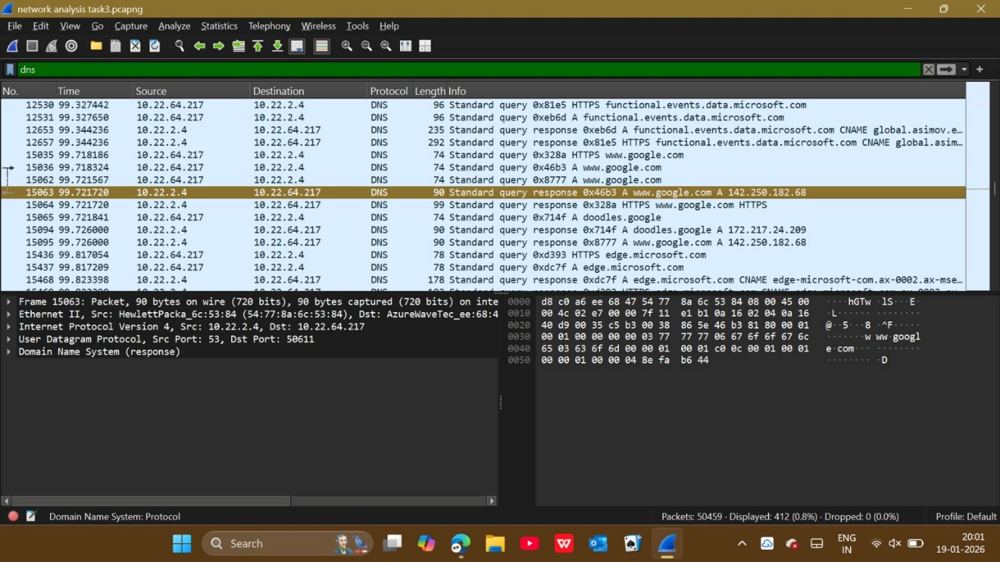 network analysis task3.pcapng
File Edit View Go Capture Analyze Statistics Telephony Wireless Tools Help
dns
No. Time Source Destination Protocol Length Info
12530 99.327442 10.22.64.217 10.22.2.4 DNS 96 Standard query 0x81e5 HTTPS functional.events.data.microsoft.com
12531 99.327650 10.22.64.217 10.22.2.4 DNS 96 Standard query 0xeb6d A functional.events.data.microsoft.com
12653 99.344236 10.22.2.4 10.22.64.217 DNS 235 Standard query response 0xeb6d A functional.events.data.microsoft.com CNAME global.asimov.e…
12657 99.344236 10.22.2.4 10.22.64.217 DNS 292 Standard query response 0x81e5 HTTPS functional.events.data.microsoft.com CNAME global.asim…
15035 99.718186 10.22.64.217 10.22.2.4 DNS 74 Standard query 0x328a HTTPS www.google.com
15036 99.718324 10.22.64.217 10.22.2.4 DNS 74 Standard query 0x46b3 A www.google.com
15062 99.721567 10.22.64.217 10.22.2.4 DNS 74 Standard query 0x8777 A www.google.com
15063 99.721720 10.22.2.4 10.22.64.217 DNS 90 Standard query response 0x46b3 A www.google.com A 142.250.182.68
15064 99.721720 10.22.2.4 10.22.64.217 DNS 99 Standard query response 0x328a HTTPS www.google.com HTTPS
15065 99.721841 10.22.64.217 10.22.2.4 DNS 74 Standard query 0x714f A doodles.google
15094 99.726000 10.22.2.4 10.22.64.217 DNS 90 Standard query response 0x714f A doodles.google A 172.217.24.209
15095 99.726000 10.22.2.4 10.22.64.217 DNS 90 Standard query response 0x8777 A www.google.com A 142.250.182.68
15436 99.817054 10.22.64.217 10.22.2.4 DNS 78 Standard query 0xd393 HTTPS edge.microsoft.com
15437 99.817209 10.22.64.217 10.22.2.4 DNS 78 Standard query 0xdc7f A edge.microsoft.com
15468 99.823398 10.22.2.4 10.22.64.217 DNS 178 Standard query response 0xdc7f A edge.microsoft.com CNAME edge-microsoft-com.ax-0002.ax-mse…
Frame 15063: Packet, 90 bytes on wire (720 bits), 90 bytes captured (720 bits) on inte
Ethernet II, Src: HewlettPacka_6c:53:84 (54:77:8a:6c:53:84), Dst: AzureWaveTec_ee:68:4
Internet Protocol Version 4, Src: 10.22.2.4, Dst: 10.22.64.217
User Datagram Protocol, Src Port: 53, Dst Port: 50611
Domain Name System (response)
0000 d8 c0 a6 ee 68 47 54 77 8a 6c 53 84 08 00 45 00 ····hGTw ·lS···E·
0010 00 4c 02 e7 00 00 7f 11 e1 b1 0a 16 02 04 0a 16 ·L······ ········
0020 40 d9 00 35 c5 b3 00 38 86 5e 46 b3 81 80 00 01 @··5···8 ·^F·····
0030 00 01 00 00 00 00 03 77 77 77 06 67 6f 6f 67 6c ·······w ww·googl
0040 65 03 63 6f 6d 00 00 01 00 01 c0 0c 00 01 00 01 e·com··· ········
0050 00 00 01 00 00 04 8e fa b6 44 ········ ·D
Domain Name System: Protocol
Packets: 50459 · Displayed: 412 (0.8%) · Dropped: 0 (0.0%)
Profile: Default
Search
ENG
IN
20:01
19-01-2026